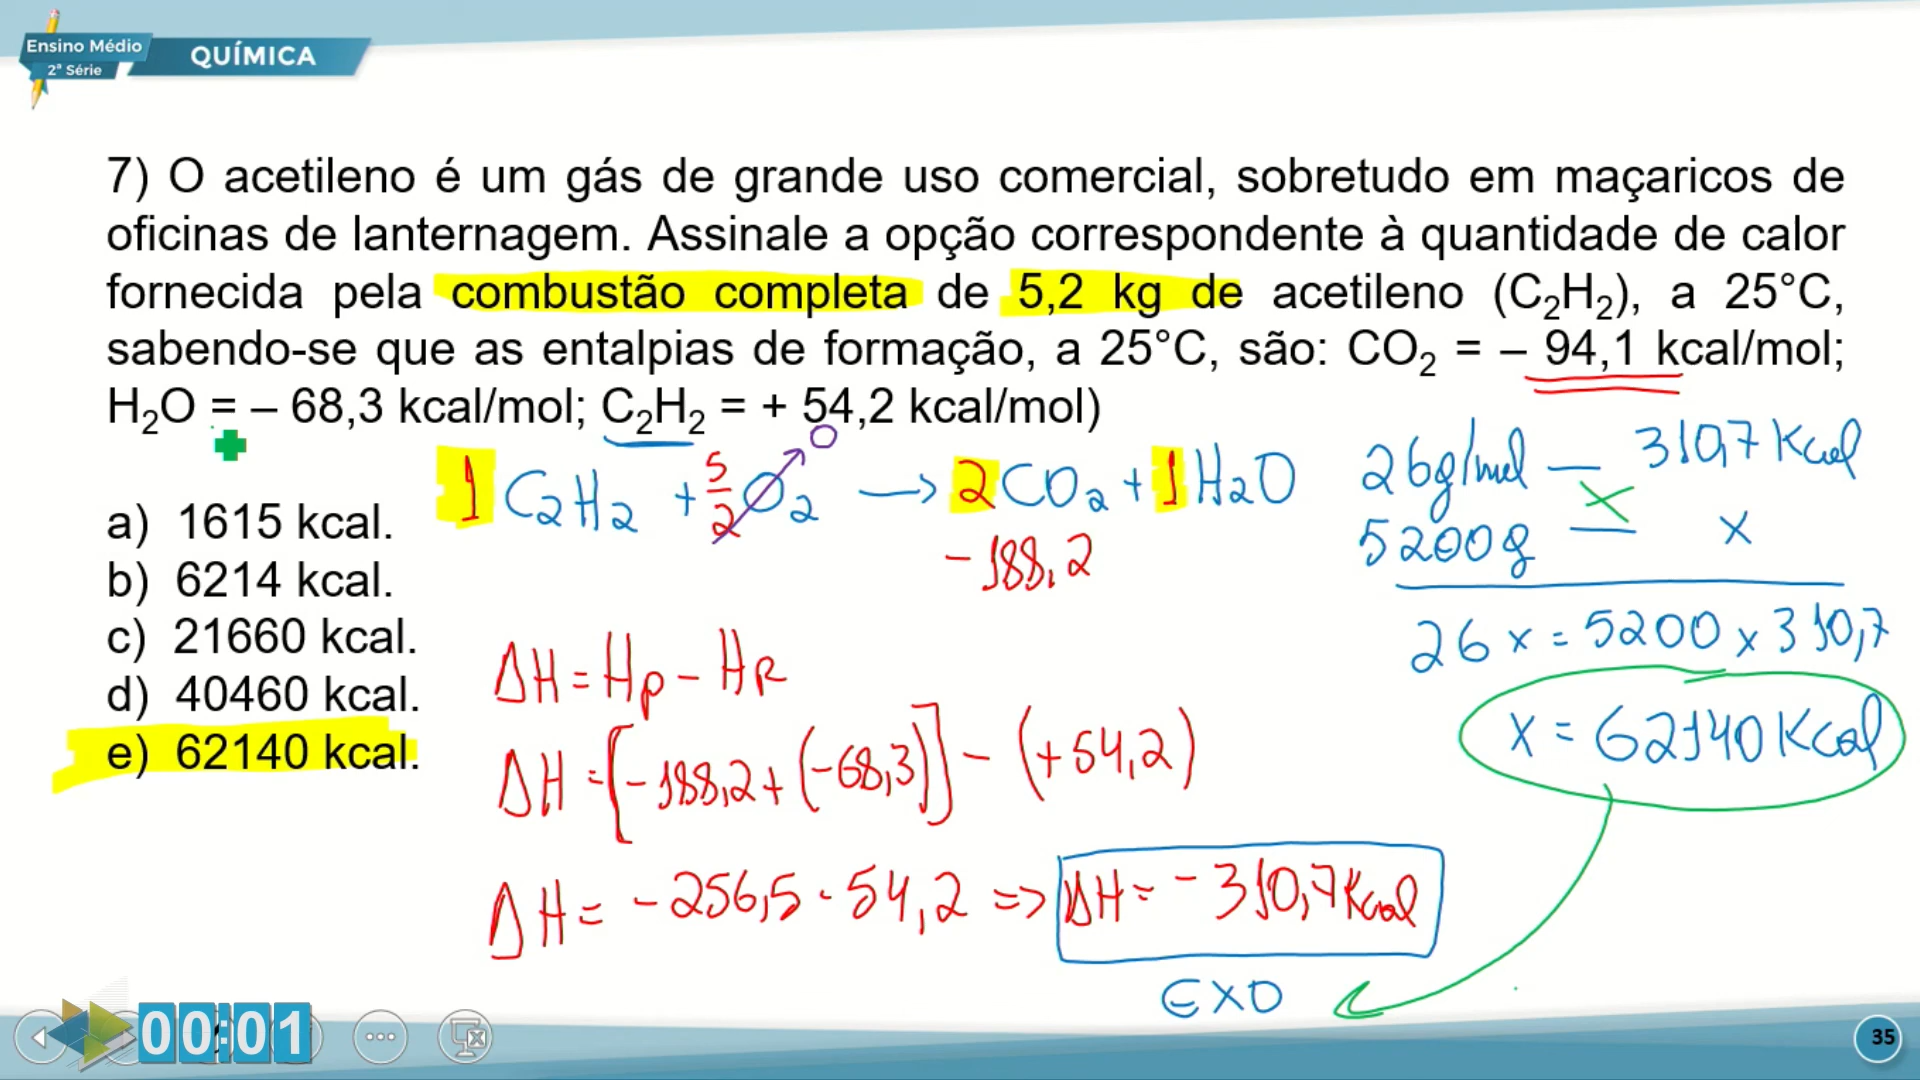 Ensino Médio
2ª Série
QUÍMICA
7) O acetileno é um gás de grande uso comercial, sobretudo em maçaricos de
oficinas de lanternagem. Assinale a opção correspondente à quantidade de calor
fornecida pela combustão completa de 5,2 kg de acetileno (C₂H₂), a 25°C,
sabendo-se que as entalpias de formação, a 25°C, são: CO₂ = – 94,1 kcal/mol;
H₂O = – 68,3 kcal/mol; C₂H₂ = + 54,2 kcal/mol)
a) 1615 kcal.
b) 6214 kcal.
c) 21660 kcal.
d) 40460 kcal.
e) 62140 kcal.
0
1 C₂H₂ + 5/2 O₂ → 2CO₂ + 1H₂O
-188,2
ΔH = Hp - HR
ΔH = [-188,2 + (-68,3)] - (+54,2)
ΔH = -256,5 - 54,2 => ΔH = -310,7 Kcal
EXO
26g/mol — 310,7 Kcal
5200g — x
26 x = 5200 x 310,7
x = 62140 Kcal
00:01
35